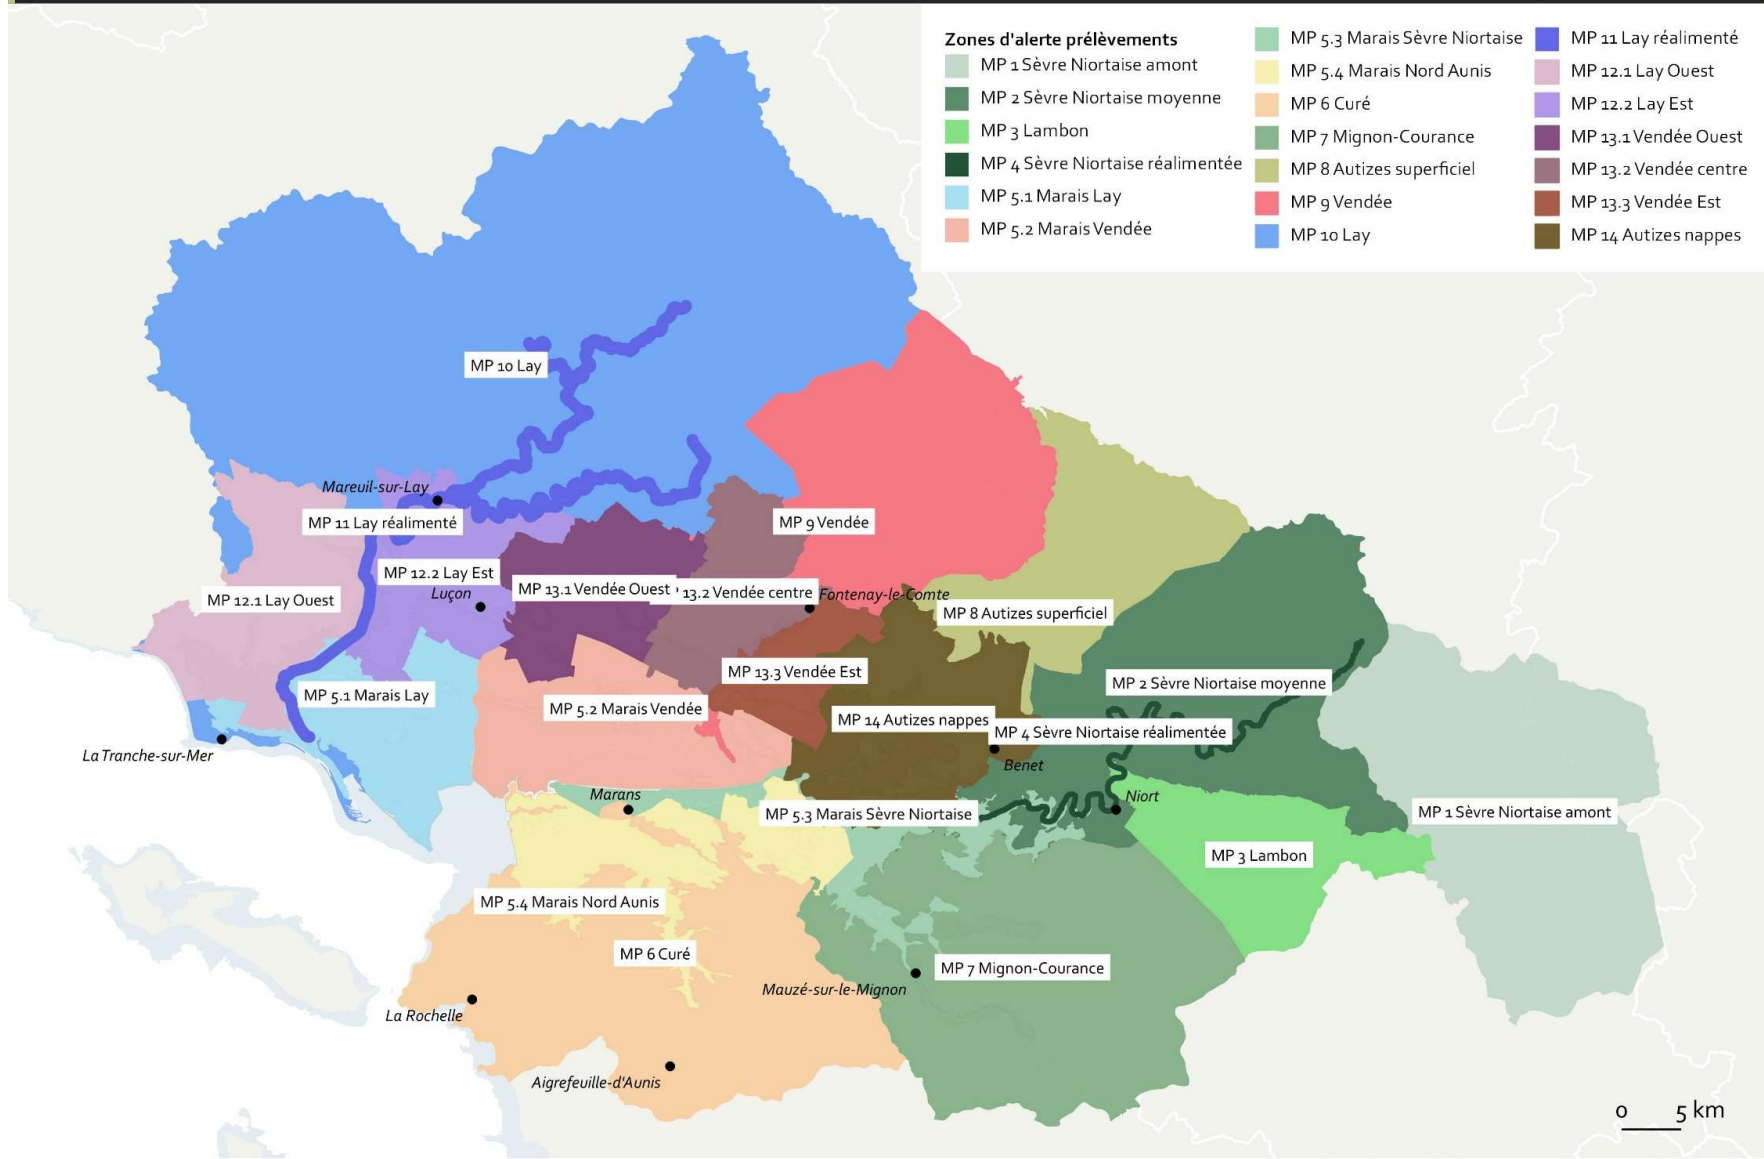 Zones d'alerte prélèvements
MP 1 Sèvre Niortaise amont
MP 2 Sèvre Niortaise moyenne
MP 3 Lambon
MP 4 Sèvre Niortaise réalimentée
MP 5.1 Marais Lay
MP 5.2 Marais Vendée
MP 5.3 Marais Sèvre Niortaise
MP 5.4 Marais Nord Aunis
MP 6 Curé
MP 7 Mignon-Courance
MP 8 Autizes superficiel
MP 9 Vendée
MP 10 Lay
MP 11 Lay réalimenté
MP 12.1 Lay Ouest
MP 12.2 Lay Est
MP 13.1 Vendée Ouest
MP 13.2 Vendée centre
MP 13.3 Vendée Est
MP 14 Autizes nappes
MP 10 Lay
Mareuil-sur-Lay
MP 11 Lay réalimenté
MP 9 Vendée
MP 12.2 Lay Est
Luçon
MP 13.1 Vendée Ouest
13.2 Vendée centre
Fontenay-le-Comte
MP 12.1 Lay Ouest
MP 8 Autizes superficiel
MP 13.3 Vendée Est
MP 2 Sèvre Niortaise moyenne
MP 5.1 Marais Lay
MP 5.2 Marais Vendée
MP 14 Autizes nappes
MP 4 Sèvre Niortaise réalimentée
La Tranche-sur-Mer
Benet
Marans
Niort
MP 5.3 Marais Sèvre Niortaise
MP 1 Sèvre Niortaise amont
MP 3 Lambon
MP 5.4 Marais Nord Aunis
MP 6 Curé
MP 7 Mignon-Courance
Mauzé-sur-le-Mignon
La Rochelle
Aigrefeuille-d'Aunis
0 5 km